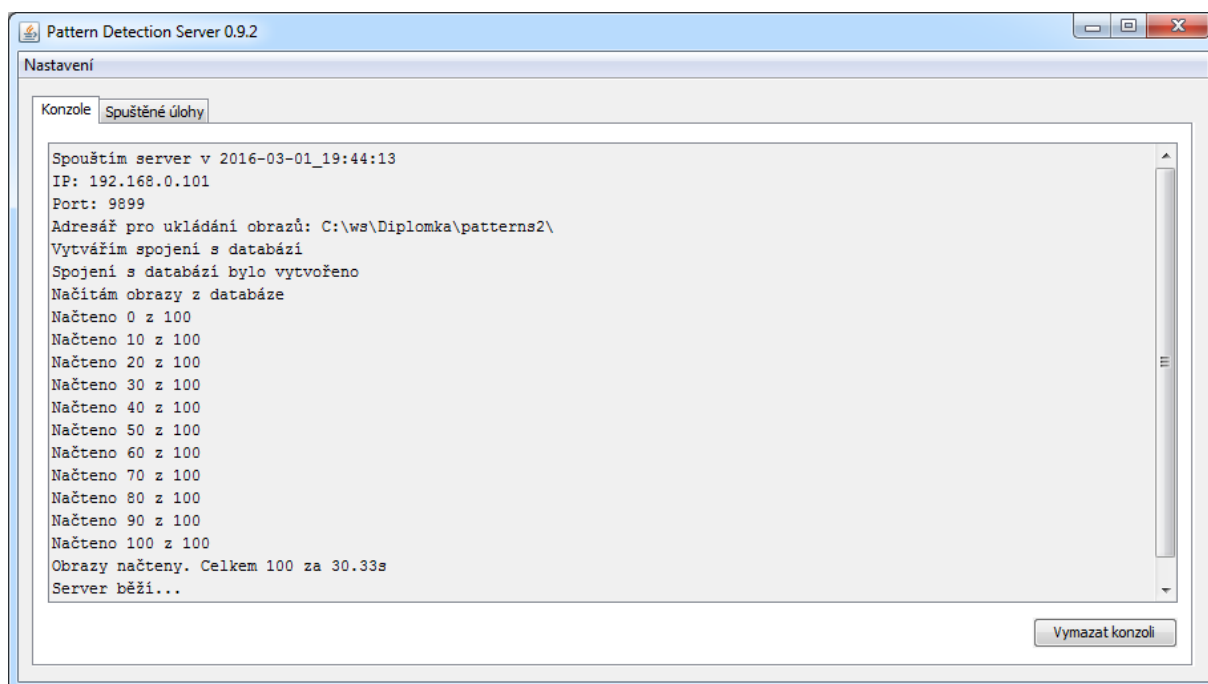 Pattern Detection Server 0.9.2
Nastavení
Konzole Spuštěné úlohy
Spouštím server v 2016-03-01_19:44:13
IP: 192.168.0.101
Port: 9899
Adresář pro ukládání obrazů: C:\ws\Diplomka\patterns2\
Vytvářím spojení s databází
Spojení s databází bylo vytvořeno
Načítám obrazy z databáze
Načteno 0 z 100
Načteno 10 z 100
Načteno 20 z 100
Načteno 30 z 100
Načteno 40 z 100
Načteno 50 z 100
Načteno 60 z 100
Načteno 70 z 100
Načteno 80 z 100
Načteno 90 z 100
Načteno 100 z 100
Obrazy načteny. Celkem 100 za 30.33s
Server běží...
Vymazat konzoli